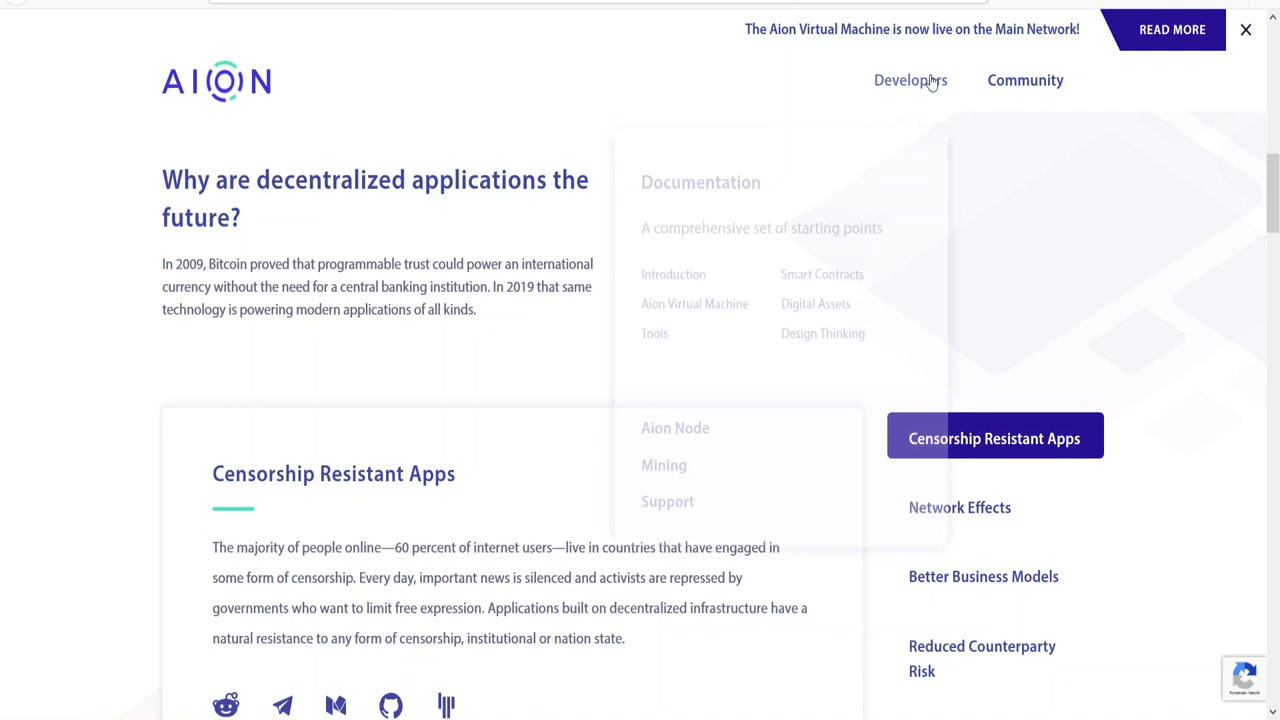 The Aion Virtual Machine is now live on the Main Network!
READ MORE
AION
Developers
Community
Why are decentralized applications the
future?
In 2009, Bitcoin proved that programmable trust could power an international
currency without the need for a central banking institution. In 2019 that same
technology is powering modern applications of all kinds.
Documentation
A comprehensive set of starting points
Introduction
Smart Contracts
Aion Virtual Machine
Digital Assets
Tools
Design Thinking
Aion Node
Mining
Support
Censorship Resistant Apps
The majority of people online—60 percent of internet users—live in countries that have engaged in
some form of censorship. Every day, important news is silenced and activists are repressed by
governments who want to limit free expression. Applications built on decentralized infrastructure have a
natural resistance to any form of censorship, institutional or nation state.
Censorship Resistant Apps
Network Effects
Better Business Models
Reduced Counterparty
Risk